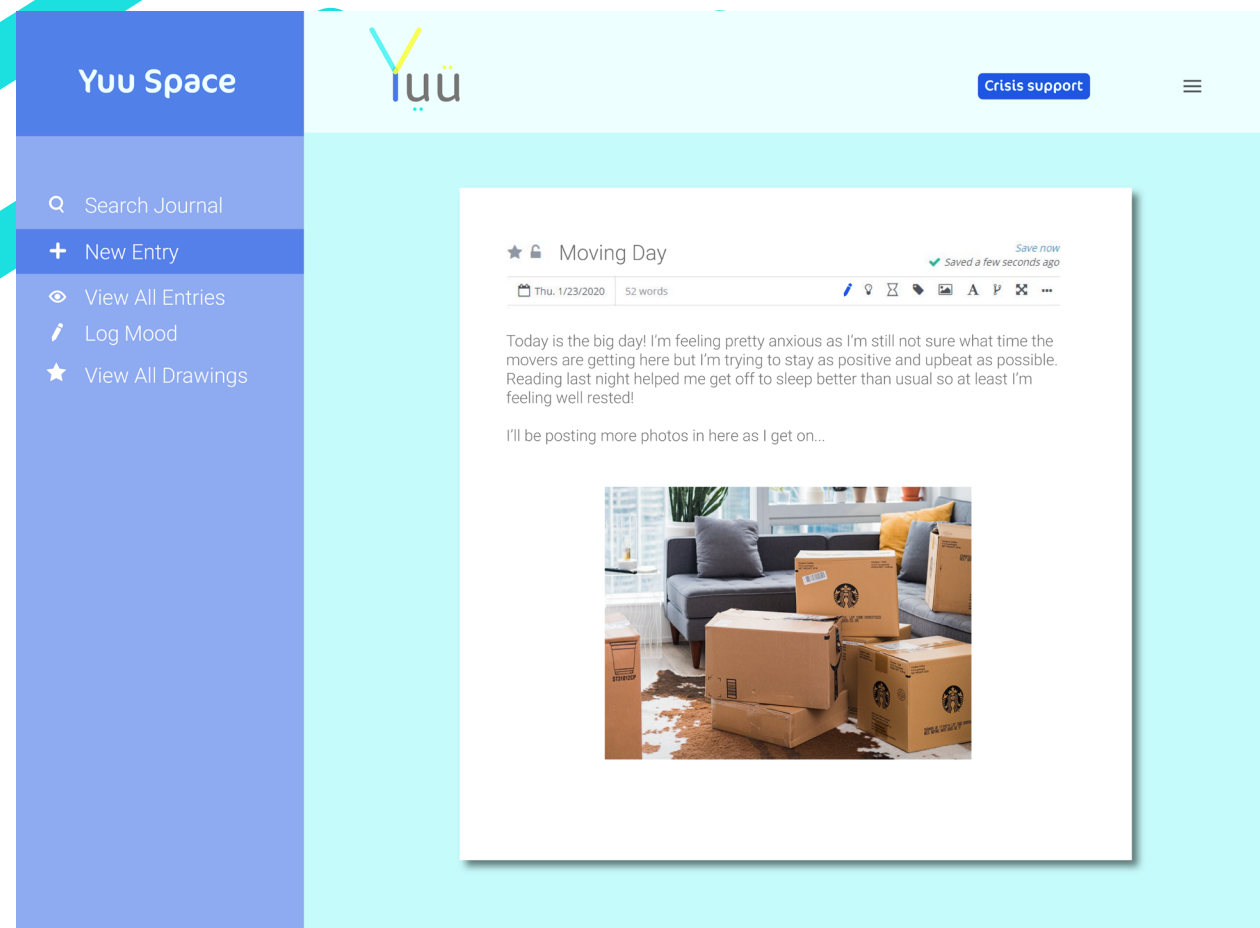 Yuu Space
Yuü
Crisis support
Search Journal
New Entry
View All Entries
Log Mood
View All Drawings
Moving Day
Save now
Saved a few seconds ago
Thu. 1/23/2020
52 words
Today is the big day! I’m feeling pretty anxious as I’m still not sure what time the
movers are getting here but I’m trying to stay as positive and upbeat as possible.
Reading last night helped me get off to sleep better than usual so at least I’m
feeling well rested!
I’ll be posting more photos in here as I get on...